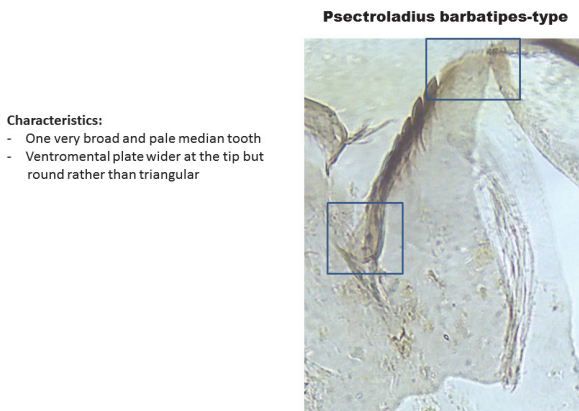 Psectroladius barbatipes-type
Characteristics:
- One very broad and pale median tooth
- Ventromental plate wider at the tip but
round rather than triangular